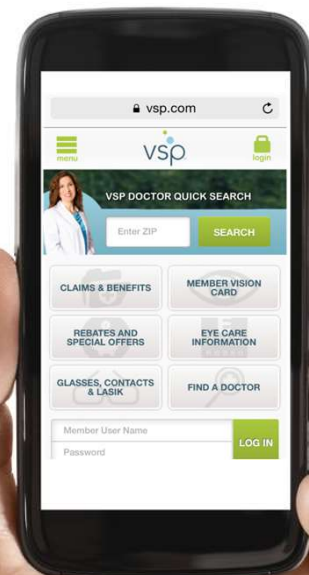 vsp.com
menu
vsp
login
VSP DOCTOR QUICK SEARCH
Enter ZIP
SEARCH
CLAIMS & BENEFITS
MEMBER VISION
CARD
REBATES AND
SPECIAL OFFERS
EYE CARE
INFORMATION
GLASSES, CONTACTS
& LASIK
FIND A DOCTOR
Member User Name
LOG IN
Password